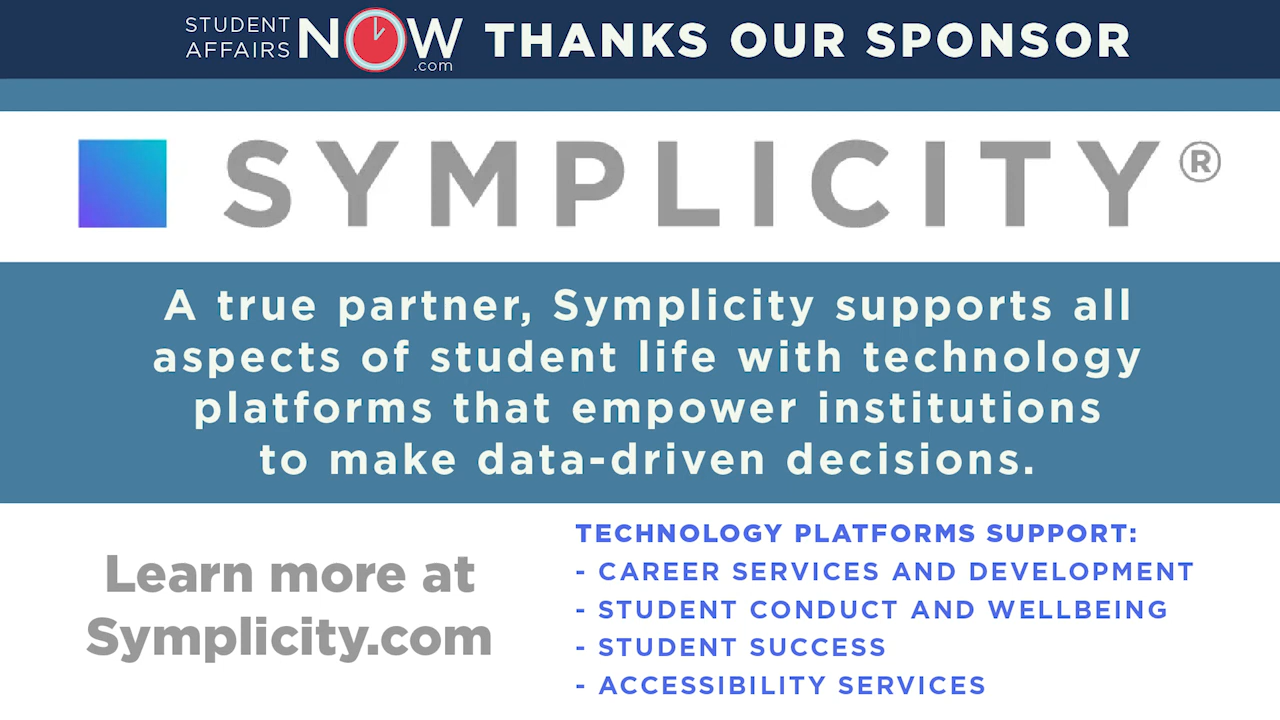 STUDENT AFFAIRS NOW .com THANKS OUR SPONSOR
SYMPLICITY®
A true partner, Symplicity supports all
aspects of student life with technology
platforms that empower institutions
to make data-driven decisions.
Learn more at
Symplicity.com
TECHNOLOGY PLATFORMS SUPPORT:
- CAREER SERVICES AND DEVELOPMENT
- STUDENT CONDUCT AND WELLBEING
- STUDENT SUCCESS
- ACCESSIBILITY SERVICES